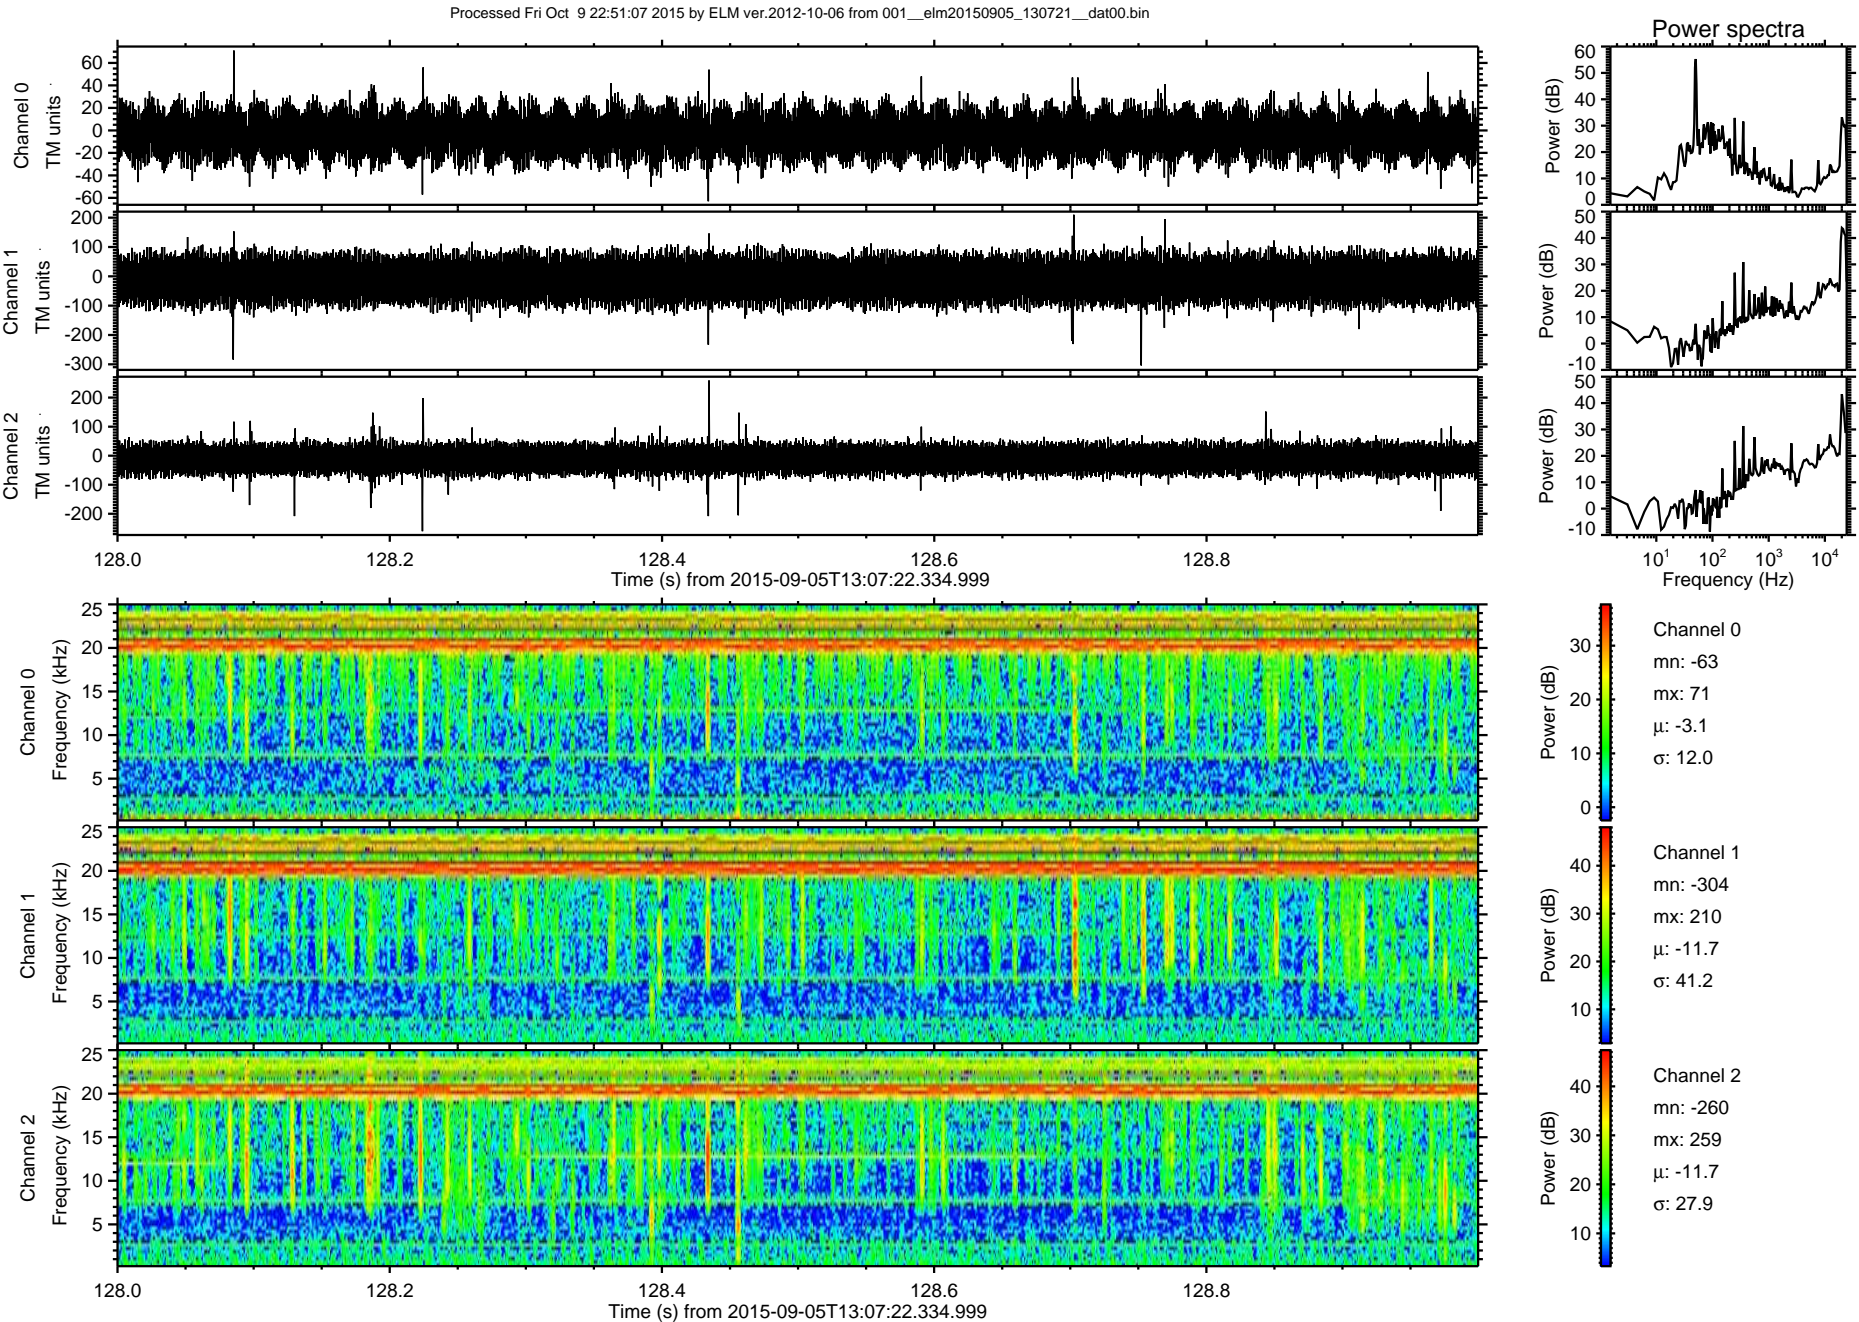 Processed Fri Oct 9 22:51:07 2015 by ELM ver.2012-10-06 from 001__elm20150905_130721__dat00.bin
Power spectra
Channel 0
TM units
60
40
20
0
-20
-40
-60
Power (dB)
60
50
40
30
20
10
0
Channel 1
TM units
200
100
0
-100
-200
-300
Power (dB)
50
40
30
20
10
0
-10
Channel 2
TM units
200
100
0
-100
-200
Power (dB)
50
40
30
20
10
0
-10
128.0 128.2 128.4 128.6 128.8
Time (s) from 2015-09-05T13:07:22.334.999
10¹ 10² 10³ 10⁴
Frequency (Hz)
Channel 0
Frequency (kHz)
25
20
15
10
5
Power (dB)
30
20
10
0
Channel 0
mn: -63
mx: 71
μ: -3.1
σ: 12.0
Channel 1
Frequency (kHz)
25
20
15
10
5
Power (dB)
40
30
20
10
Channel 1
mn: -304
mx: 210
μ: -11.7
σ: 41.2
Channel 2
Frequency (kHz)
25
20
15
10
5
Power (dB)
40
30
20
10
Channel 2
mn: -260
mx: 259
μ: -11.7
σ: 27.9
128.0 128.2 128.4 128.6 128.8
Time (s) from 2015-09-05T13:07:22.334.999